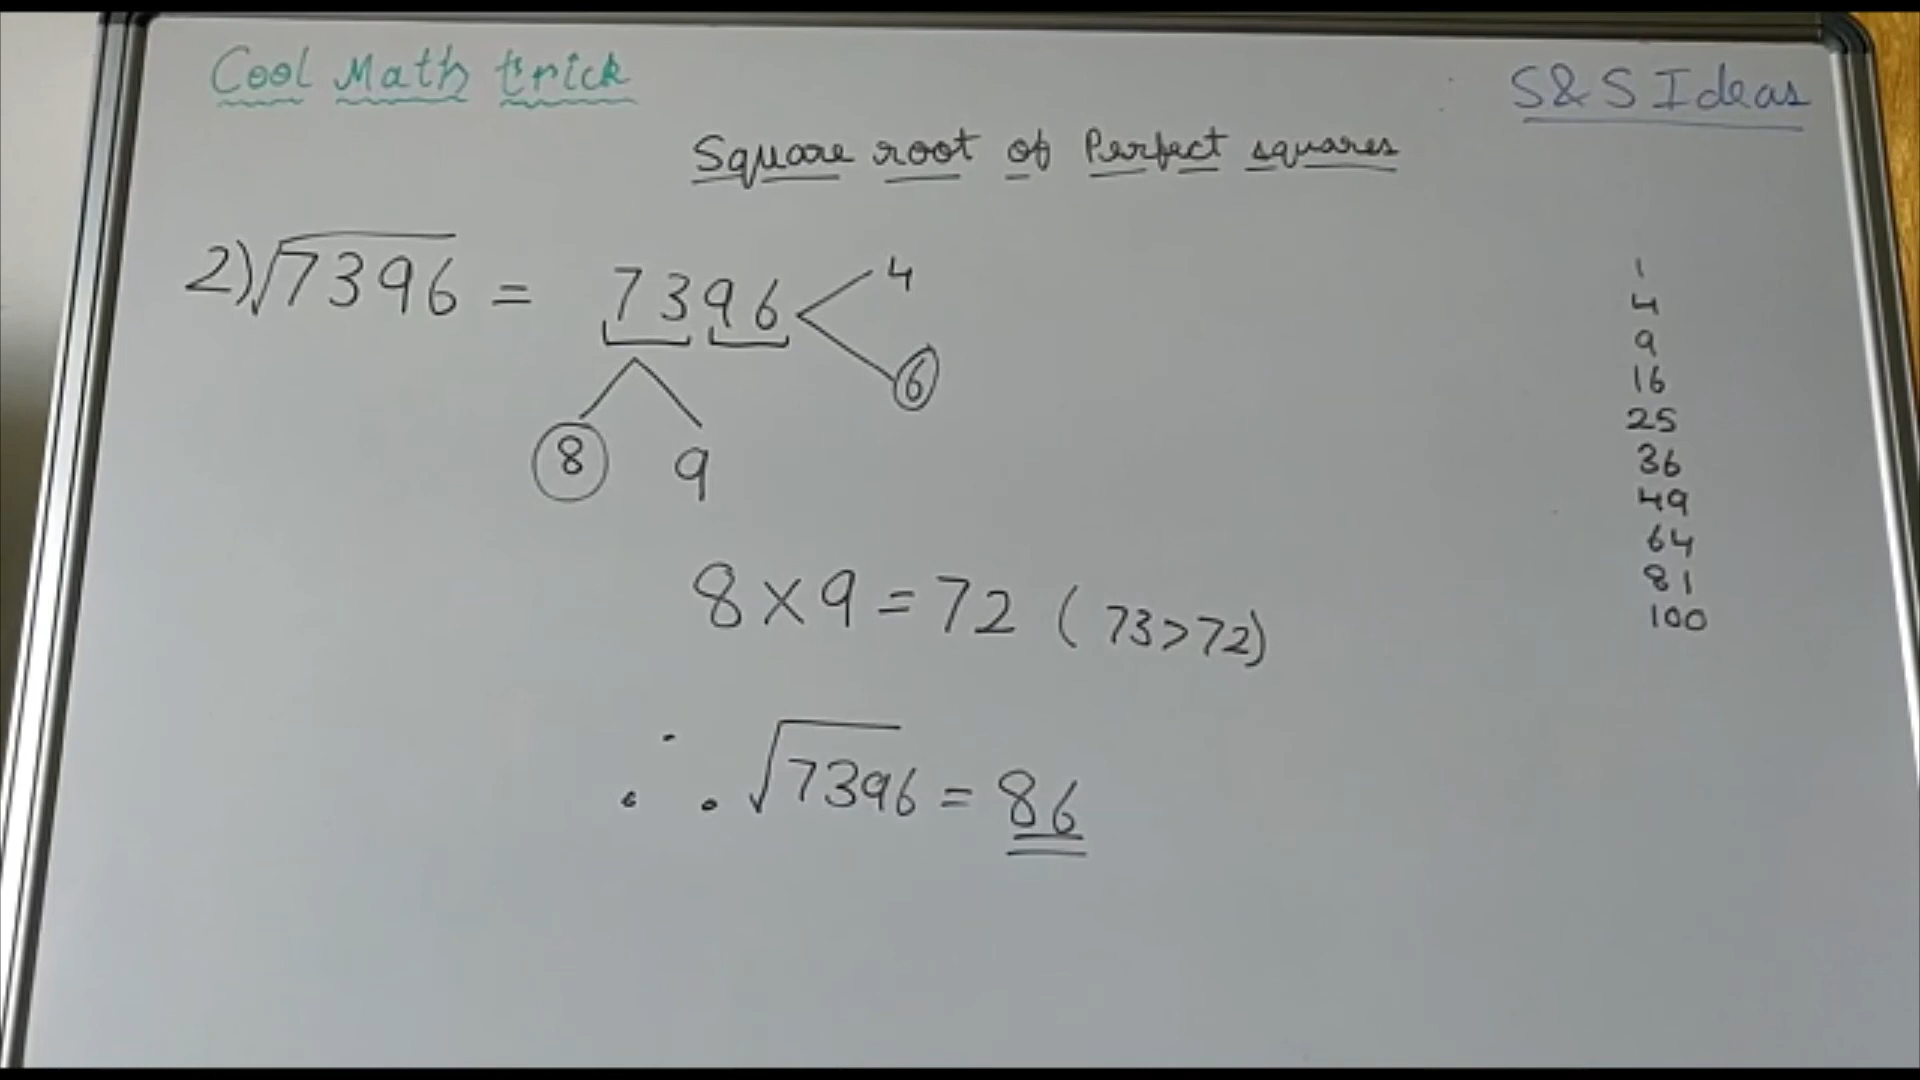 Cool Math trick
S&S Ideas
Square root of Perfect squares
2) √7396 = 7396 < 4
6
8 9
8 × 9 = 72 (73>72)
∴ √7396 = 86
1
4
9
16
25
36
49
64
81
100